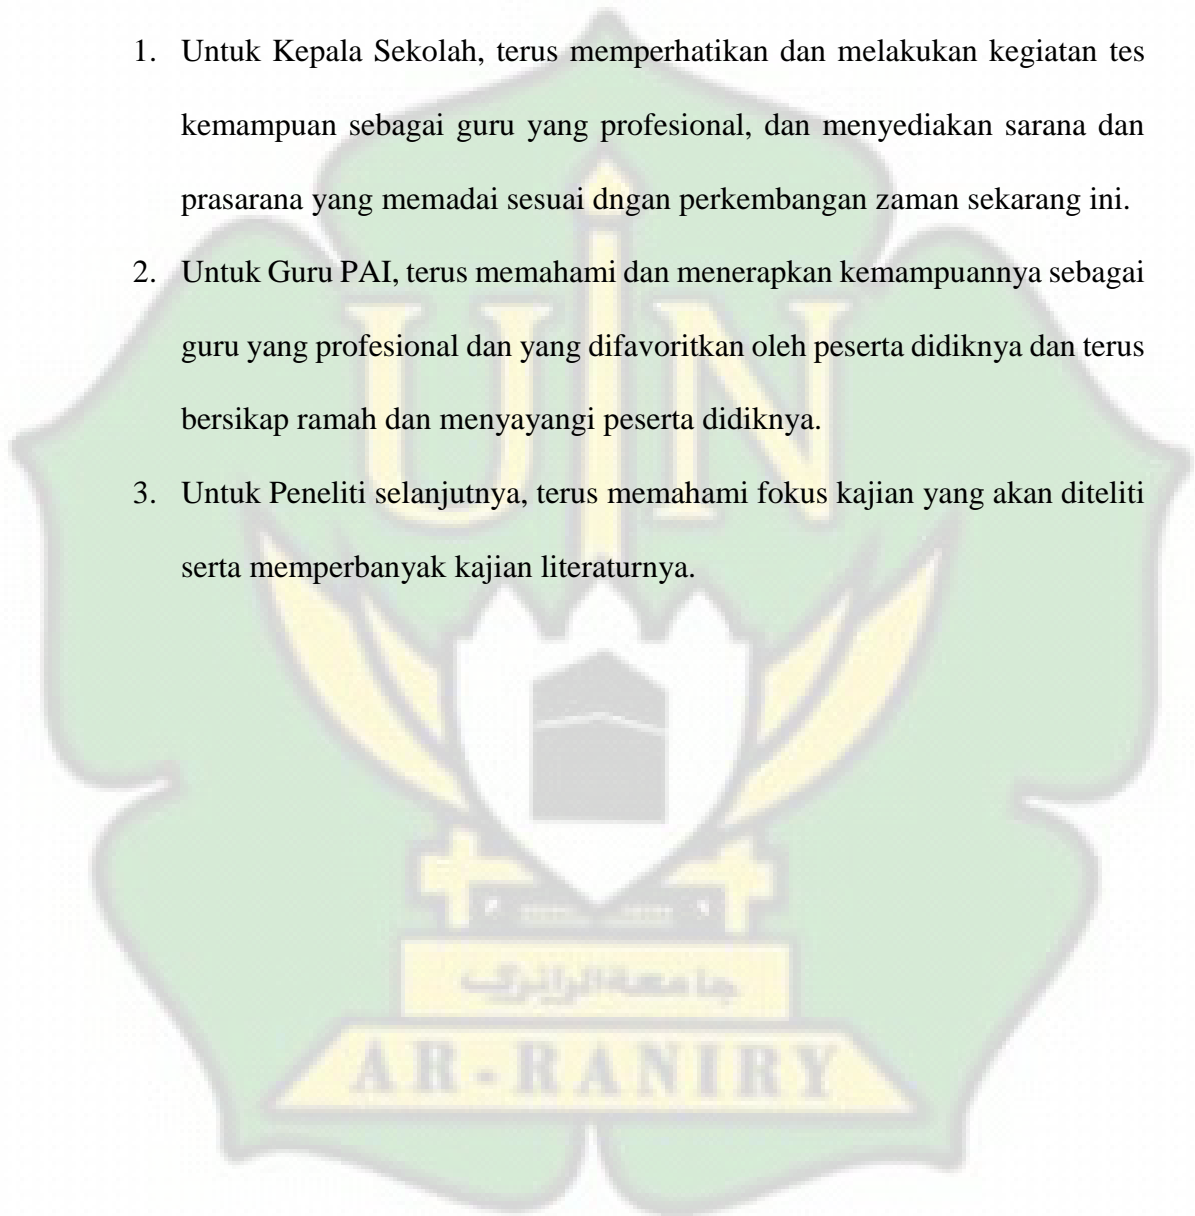 1. Untuk Kepala Sekolah, terus memperhatikan dan melakukan kegiatan tes
kemampuan sebagai guru yang profesional, dan menyediakan sarana dan
prasarana yang memadai sesuai dngan perkembangan zaman sekarang ini.
2. Untuk Guru PAI, terus memahami dan menerapkan kemampuannya sebagai
guru yang profesional dan yang difavoritkan oleh peserta didiknya dan terus
bersikap ramah dan menyayangi peserta didiknya.
3. Untuk Peneliti selanjutnya, terus memahami fokus kajian yang akan diteliti
serta memperbanyak kajian literaturnya.
UIN
جامعة الرانري
AR-RANIRY